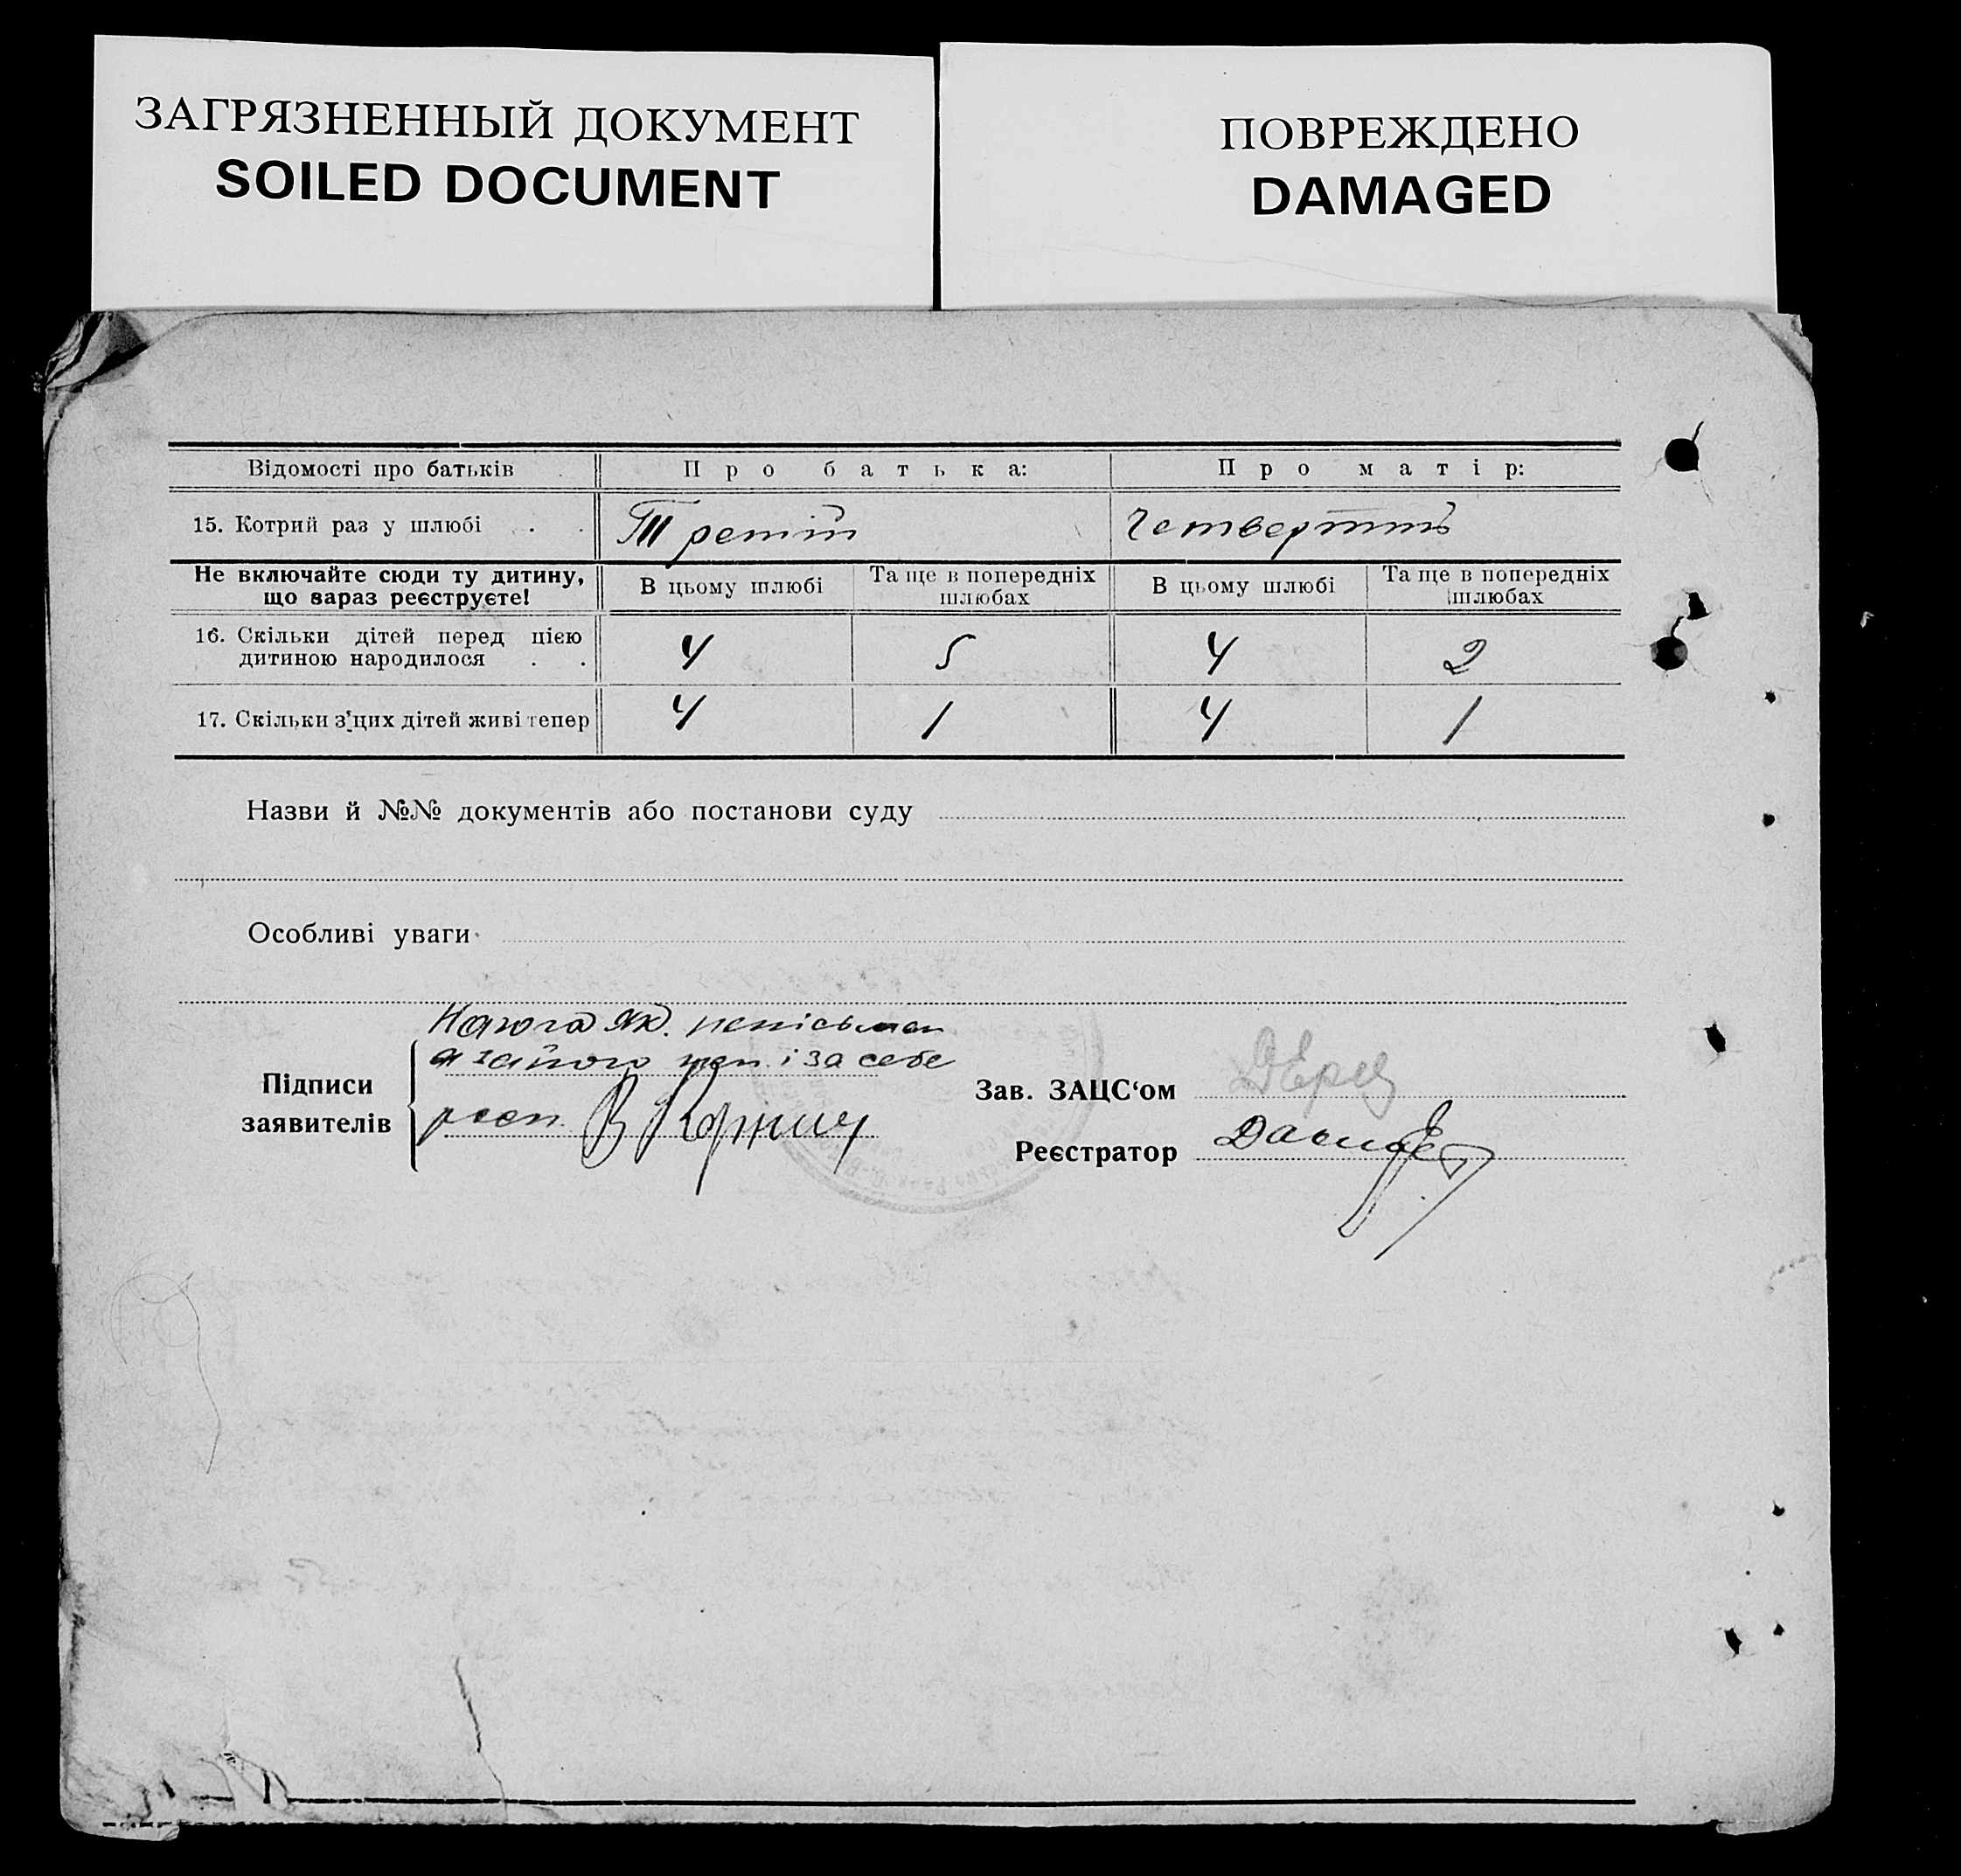 ЗАГРЯЗНЕННЫЙ ДОКУМЕНТ
SOILED DOCUMENT
ПОВРЕЖДЕНО
DAMAGED
Відомості про батьків П р о б а т ь к а: П р о м а т і р:
15. Котрий раз у шлюбі . . Третій Четвертий
Не включайте сюди ту дитину, що зараз реєструєте! В цьому шлюбі Та ще в попередніх шлюбах В цьому шлюбі Та ще в попередніх шлюбах
16. Скільки дітей перед цією
дитиною народилося . . 4 5 4 2
17. Скільки з'цих дітей живі тепер 4 1 4 1
Назви й №№ документів або постанови суду
Особливі уваги
Підписи
заявителів
і за себе
Зав. ЗАЦС‘ом
Реєстратор